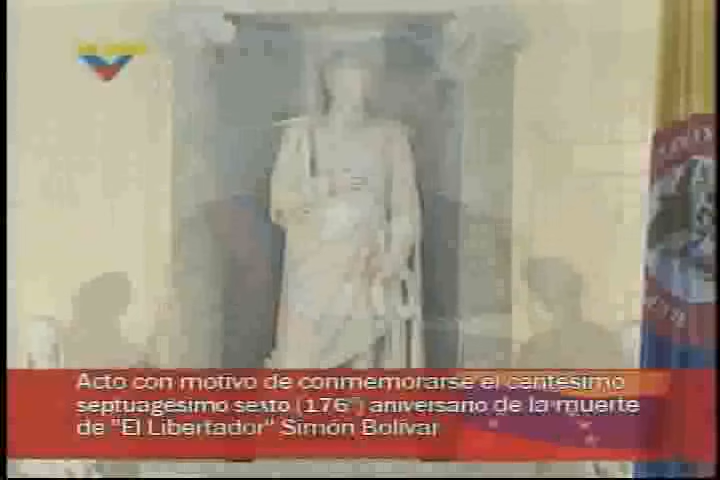 Acto con motivo de conmemorarse el centésimo
septuagésimo sexto (176°) aniversario de la muerte
de "El Libertador" Simón Bolívar